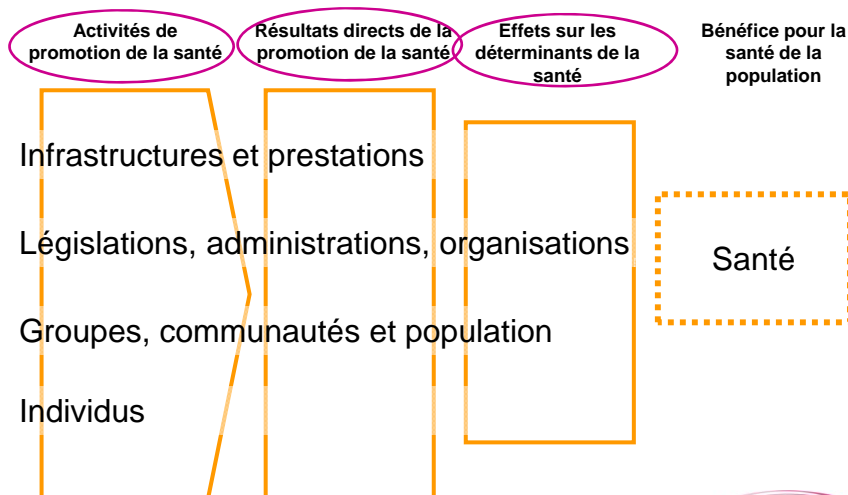 Activités de
promotion de la santé
Résultats directs de la
promotion de la santé
Effets sur les
déterminants de la
santé
Bénéfice pour la
santé de la
population
Infrastructures et prestations
Législations, administrations, organisations
Groupes, communautés et population
Individus
Santé